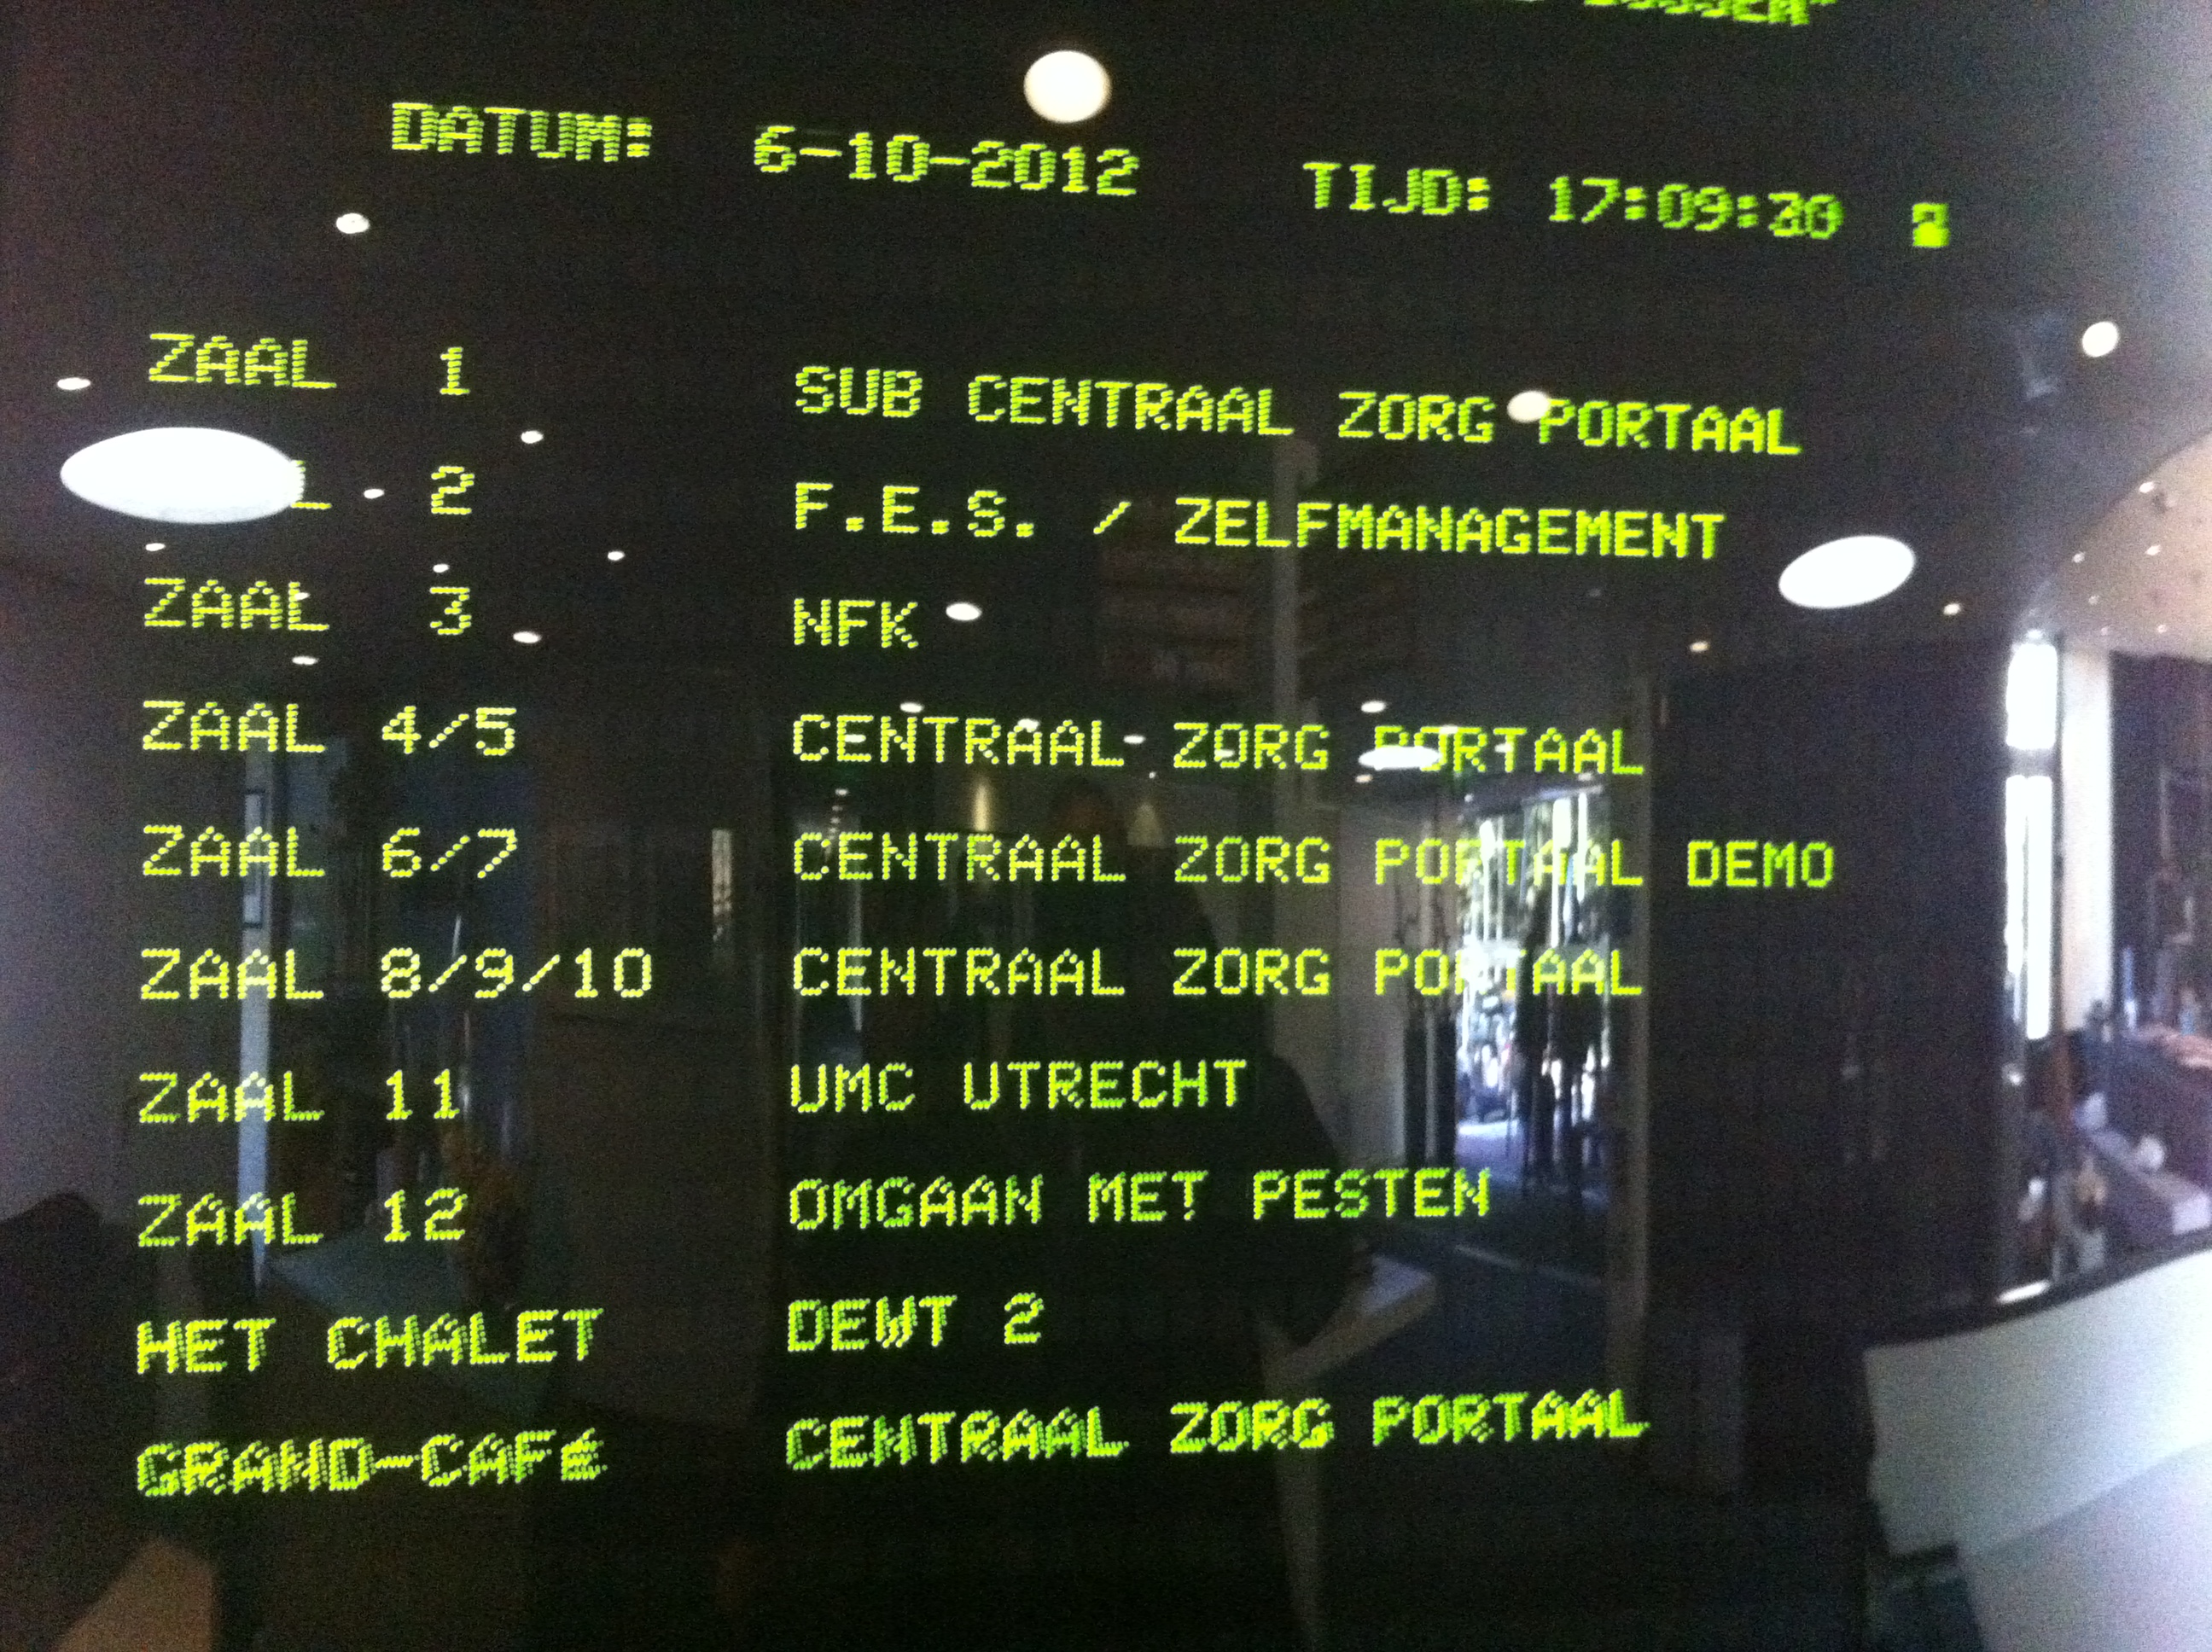 DATUM: 6-10-2012 TIJD: 17:09:
ZAAL 1 SUB CENTRAAL ZORG PORTAAL
2 F.E.S. / ZELFMANAGEMENT
ZAAL 3 NFK
ZAAL 4/5 CENTRAAL ZORG PORTAAL
ZAAL 6/7 CENTRAAL ZORG PORTAAL DEMO
ZAAL 8/9/10 CENTRAAL ZORG PORTAAL
ZAAL 11 UMC UTRECHT
ZAAL 12 OMGAAN MET PESTEN
HET CHALET DEWT 2
GRAND-CAFé CENTRAAL ZORG PORTAAL